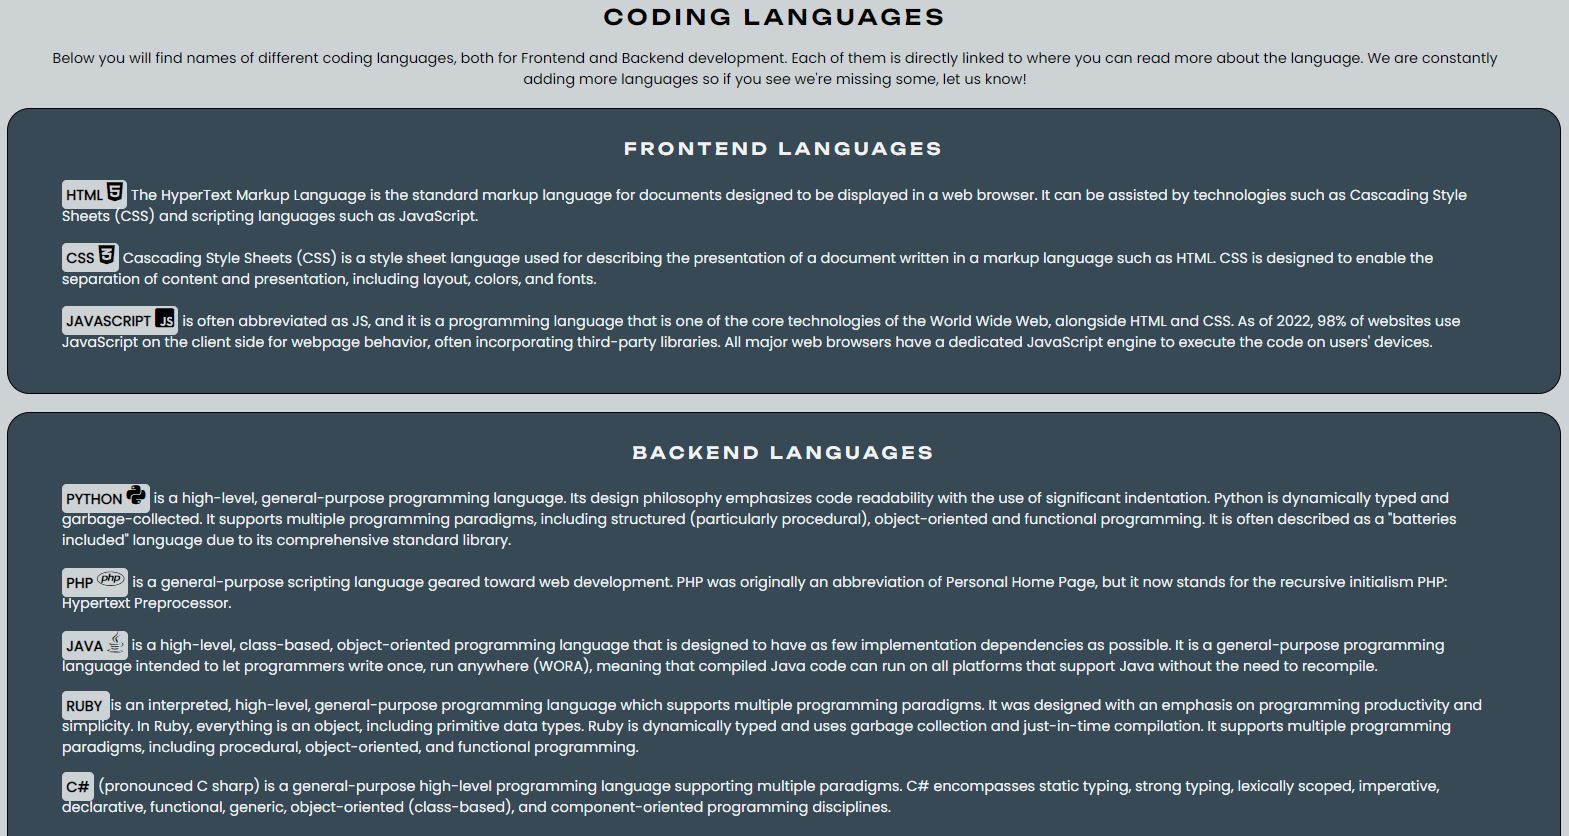 CODING LANGUAGES
Below you will find names of different coding languages, both for Frontend and Backend development. Each of them is directly linked to where you can read more about the language. We are constantly
adding more languages so if you see we're missing some, let us know!
FRONTEND LANGUAGES
HTML 5 The HyperText Markup Language is the standard markup language for documents designed to be displayed in a web browser. It can be assisted by technologies such as Cascading Style
Sheets (CSS) and scripting languages such as JavaScript.
CSS 3 Cascading Style Sheets (CSS) is a style sheet language used for describing the presentation of a document written in a markup language such as HTML. CSS is designed to enable the
separation of content and presentation, including layout, colors, and fonts.
JAVASCRIPT JS is often abbreviated as JS, and it is a programming language that is one of the core technologies of the World Wide Web, alongside HTML and CSS. As of 2022, 98% of websites use
JavaScript on the client side for webpage behavior, often incorporating third-party libraries. All major web browsers have a dedicated JavaScript engine to execute the code on users' devices.
BACKEND LANGUAGES
PYTHON is a high-level, general-purpose programming language. Its design philosophy emphasizes code readability with the use of significant indentation. Python is dynamically typed and
garbage-collected. It supports multiple programming paradigms, including structured (particularly procedural), object-oriented and functional programming. It is often described as a "batteries
included" language due to its comprehensive standard library.
PHP php is a general-purpose scripting language geared toward web development. PHP was originally an abbreviation of Personal Home Page, but it now stands for the recursive initialism PHP:
Hypertext Preprocessor.
JAVA is a high-level, class-based, object-oriented programming language that is designed to have as few implementation dependencies as possible. It is a general-purpose programming
language intended to let programmers write once, run anywhere (WORA), meaning that compiled Java code can run on all platforms that support Java without the need to recompile.
RUBY is an interpreted, high-level, general-purpose programming language which supports multiple programming paradigms. It was designed with an emphasis on programming productivity and
simplicity. In Ruby, everything is an object, including primitive data types. Ruby is dynamically typed and uses garbage collection and just-in-time compilation. It supports multiple programming
paradigms, including procedural, object-oriented, and functional programming.
C# (pronounced C sharp) is a general-purpose high-level programming language supporting multiple paradigms. C# encompasses static typing, strong typing, lexically scoped, imperative,
declarative, functional, generic, object-oriented (class-based), and component-oriented programming disciplines.